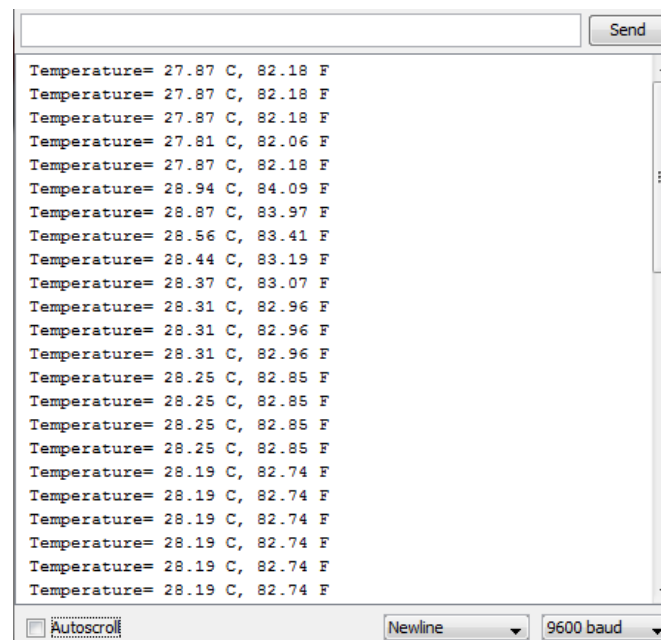 Send
Temperature= 27.87 C, 82.18 F
Temperature= 27.87 C, 82.18 F
Temperature= 27.87 C, 82.18 F
Temperature= 27.81 C, 82.06 F
Temperature= 27.87 C, 82.18 F
Temperature= 28.94 C, 84.09 F
Temperature= 28.87 C, 83.97 F
Temperature= 28.56 C, 83.41 F
Temperature= 28.44 C, 83.19 F
Temperature= 28.37 C, 83.07 F
Temperature= 28.31 C, 82.96 F
Temperature= 28.31 C, 82.96 F
Temperature= 28.31 C, 82.96 F
Temperature= 28.25 C, 82.85 F
Temperature= 28.25 C, 82.85 F
Temperature= 28.25 C, 82.85 F
Temperature= 28.25 C, 82.85 F
Temperature= 28.19 C, 82.74 F
Temperature= 28.19 C, 82.74 F
Temperature= 28.19 C, 82.74 F
Temperature= 28.19 C, 82.74 F
Temperature= 28.19 C, 82.74 F
Temperature= 28.19 C, 82.74 F
Autoscroll Newline 9600 baud